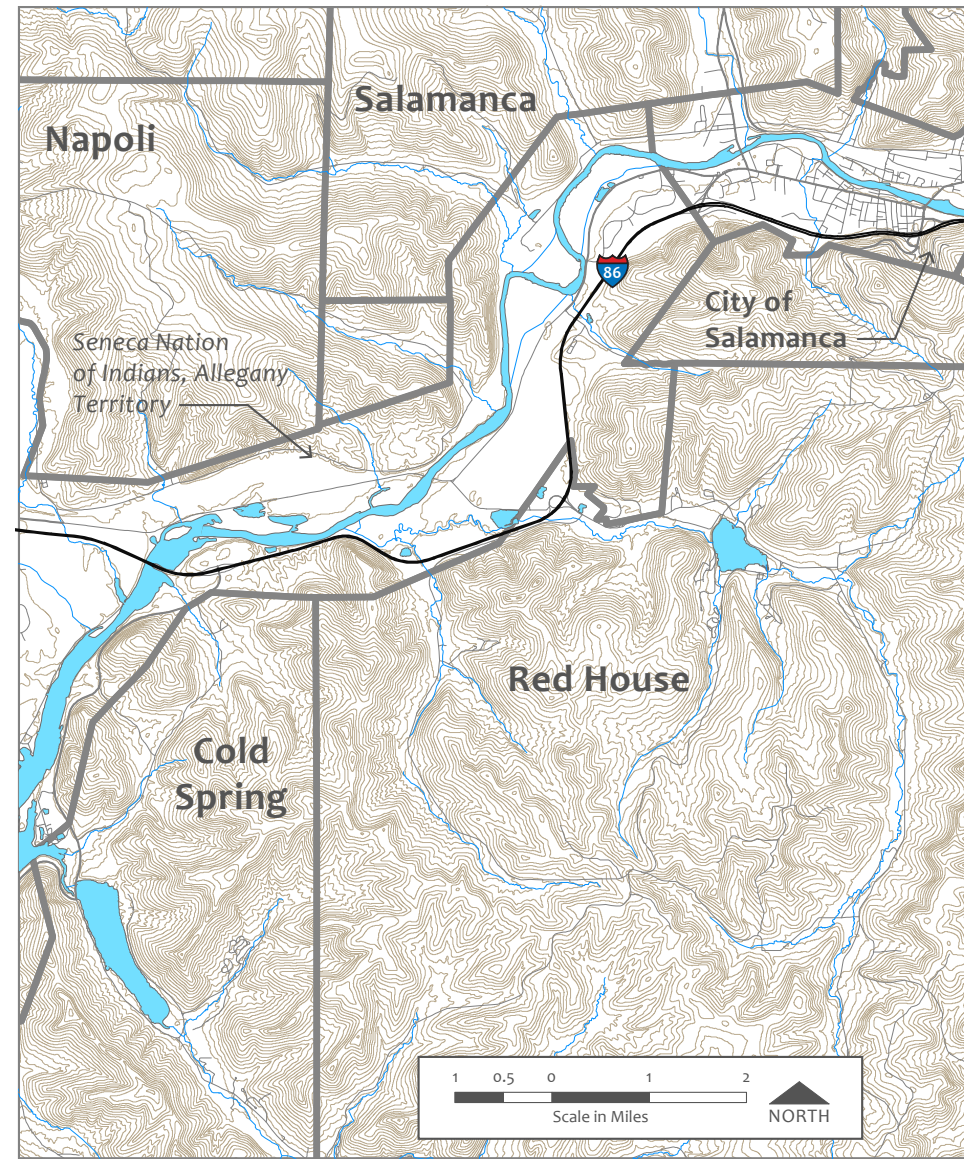 Salamanca
Napoli
86
City of
Salamanca
Seneca Nation
of Indians, Allegany
Territory
Red House
Cold
Spring
1 0.5 0 1 2
Scale in Miles
NORTH